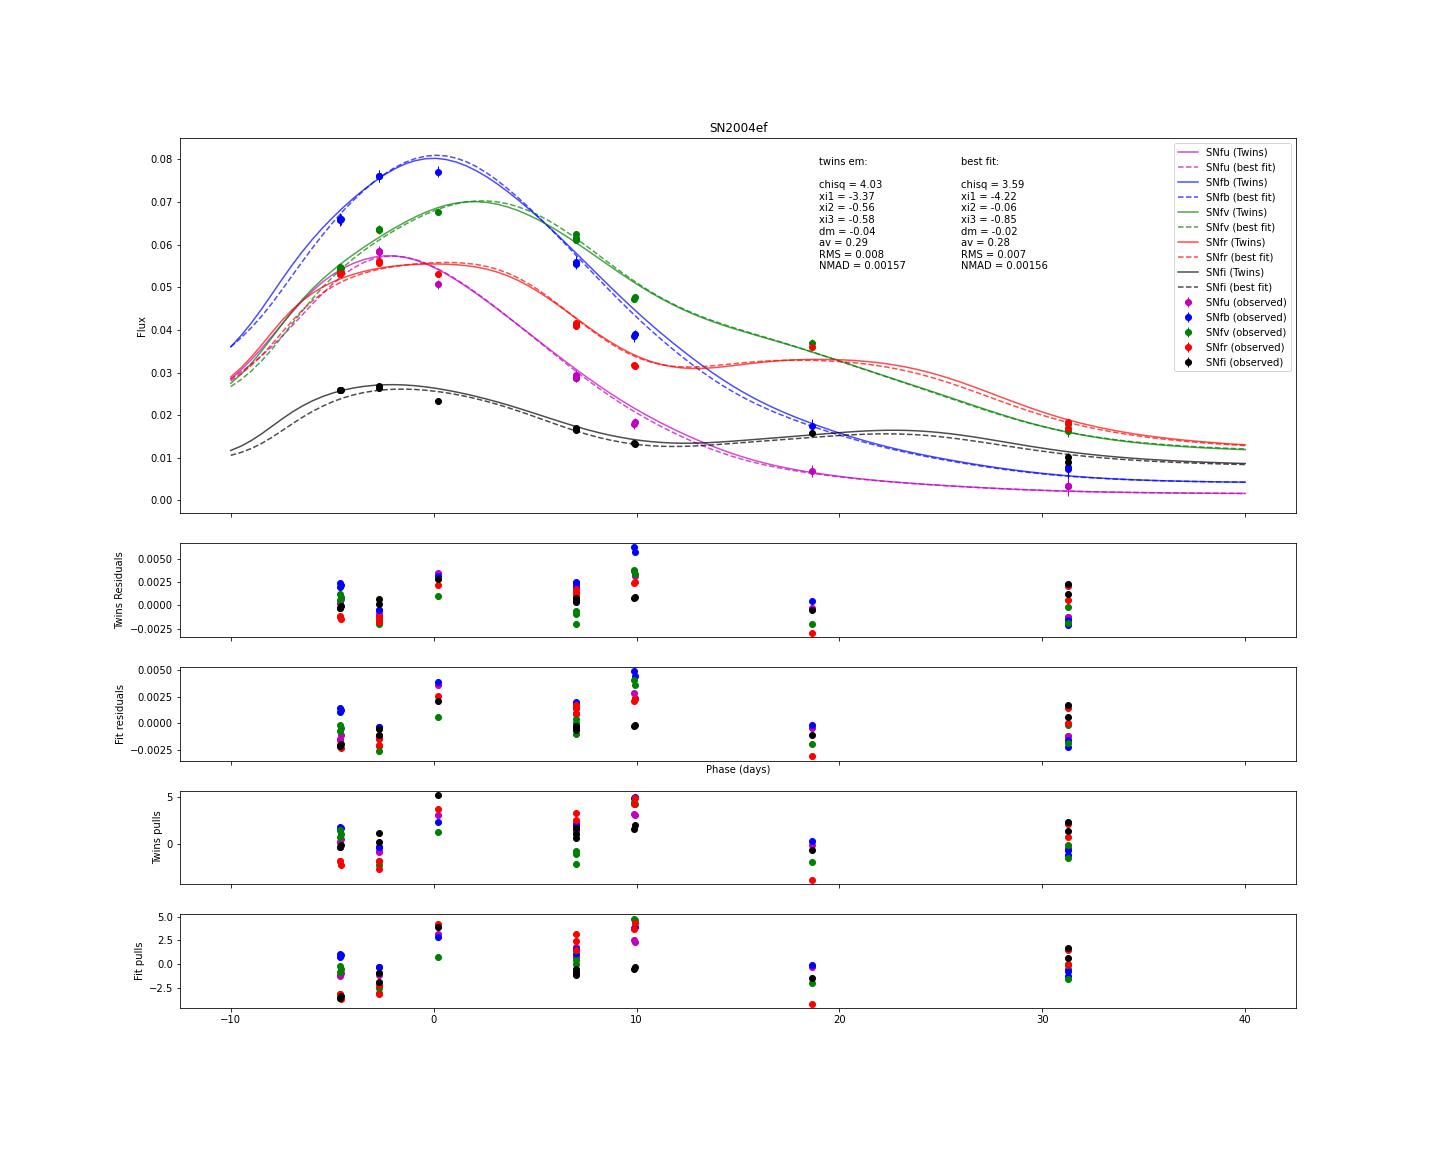 SN2004ef
Flux
0.08
0.07
0.06
0.05
0.04
0.03
0.02
0.01
0.00
twins em:
chisq = 4.03
xi1 = -3.37
xi2 = -0.56
xi3 = -0.58
dm = -0.04
av = 0.29
RMS = 0.008
NMAD = 0.00157
best fit:
chisq = 3.59
xi1 = -4.22
xi2 = -0.06
xi3 = -0.85
dm = -0.02
av = 0.28
RMS = 0.007
NMAD = 0.00156
SNfu (Twins)
SNfu (best fit)
SNfb (Twins)
SNfb (best fit)
SNfv (Twins)
SNfv (best fit)
SNfr (Twins)
SNfr (best fit)
SNfi (Twins)
SNfi (best fit)
SNfu (observed)
SNfb (observed)
SNfv (observed)
SNfr (observed)
SNfi (observed)
Twins Residuals
0.0050
0.0025
0.0000
−0.0025
Fit residuals
0.0050
0.0025
0.0000
−0.0025
Phase (days)
Twins pulls
5
0
Fit pulls
5.0
2.5
0.0
−2.5
−10 0 10 20 30 40